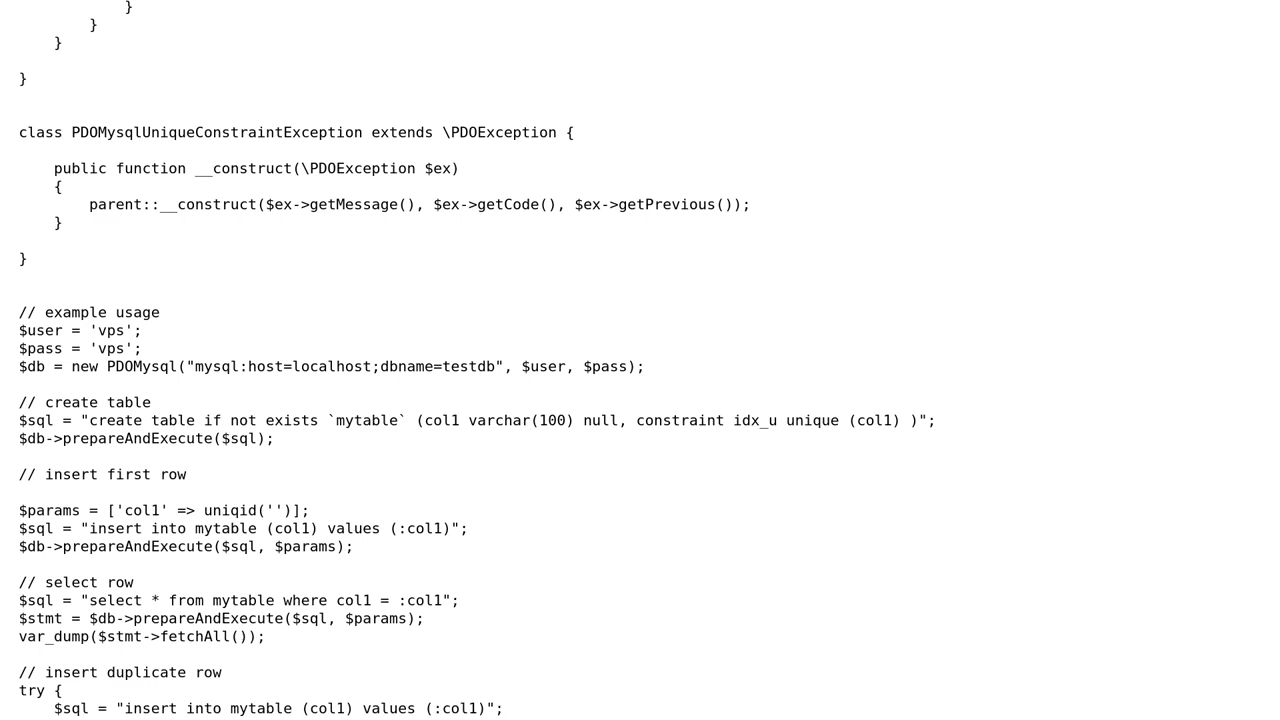 }
        }
    }

}


class PDOMysqlUniqueConstraintException extends \PDOException {

    public function __construct(\PDOException $ex)
    {
        parent::__construct($ex->getMessage(), $ex->getCode(), $ex->getPrevious());
    }

}


// example usage
$user = 'vps';
$pass = 'vps';
$db = new PDOMysql("mysql:host=localhost;dbname=testdb", $user, $pass);

// create table
$sql = "create table if not exists `mytable` (col1 varchar(100) null, constraint idx_u unique (col1) )";
$db->prepareAndExecute($sql);

// insert first row

$params = ['col1' => uniqid('')];
$sql = "insert into mytable (col1) values (:col1)";
$db->prepareAndExecute($sql, $params);

// select row
$sql = "select * from mytable where col1 = :col1";
$stmt = $db->prepareAndExecute($sql, $params);
var_dump($stmt->fetchAll());

// insert duplicate row
try {
    $sql = "insert into mytable (col1) values (:col1)";